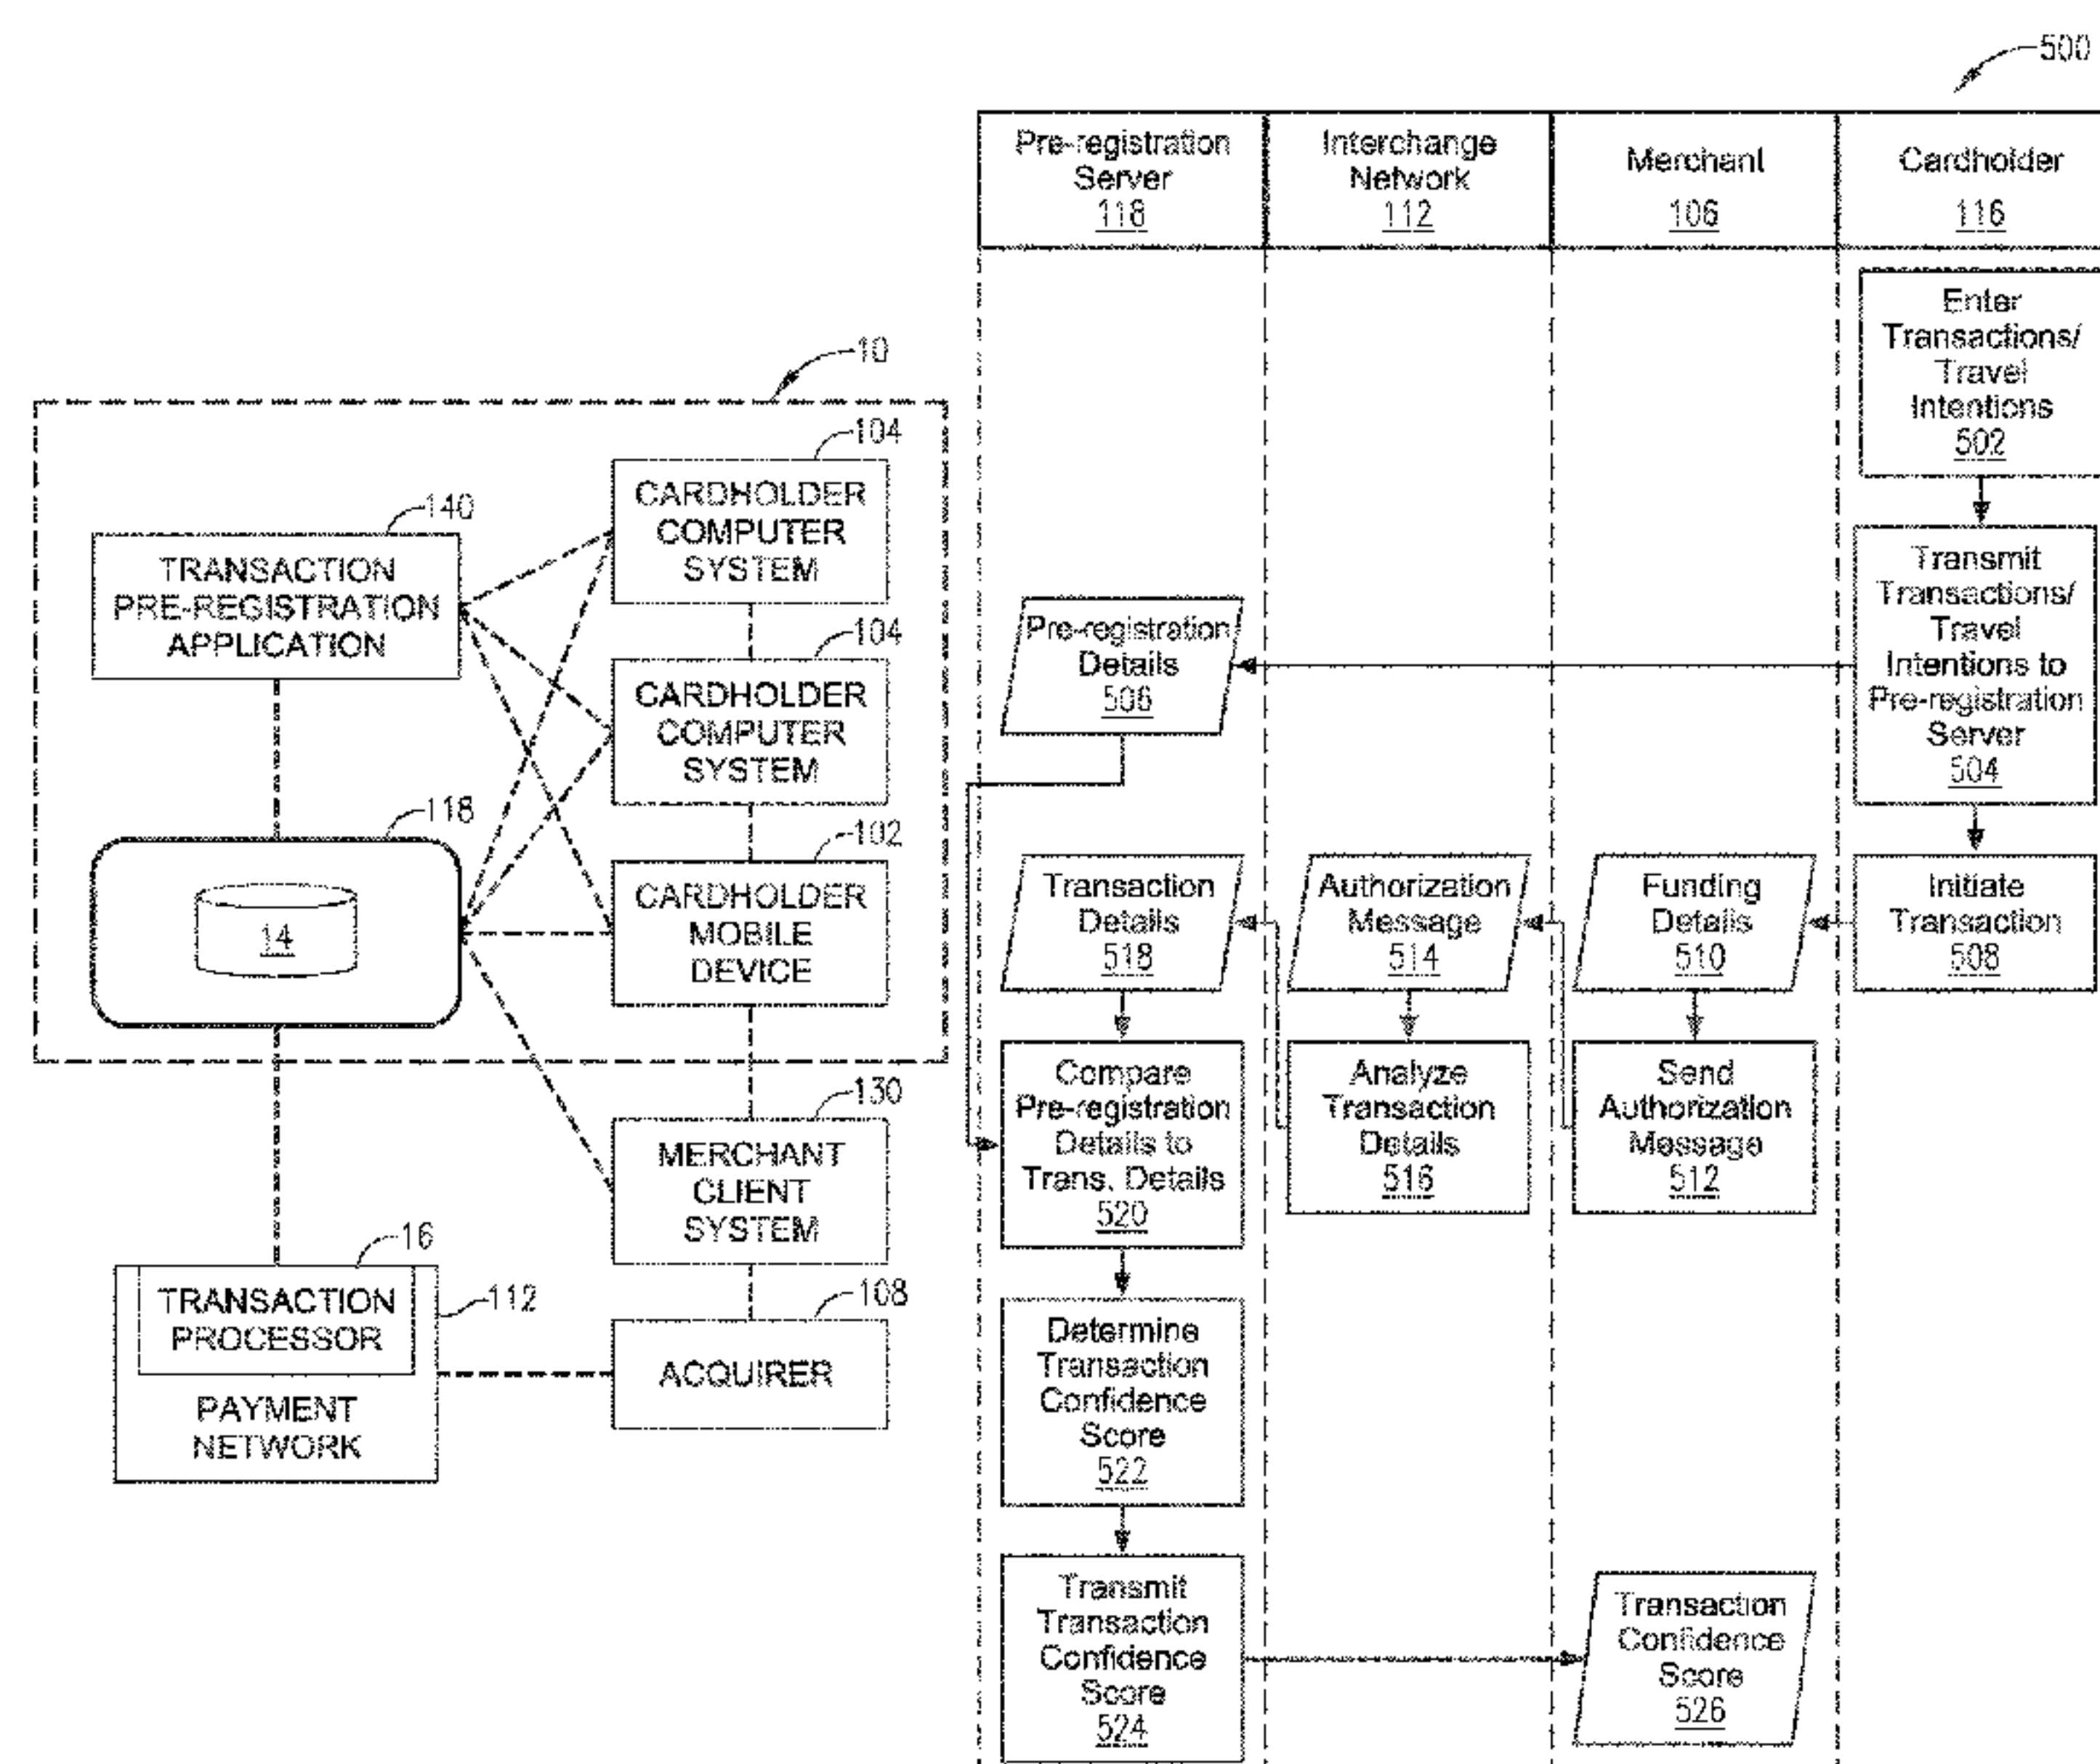 10
140
TRANSACTION
PRE-REGISTRATION
APPLICATION
104
CARDHOLDER
COMPUTER
SYSTEM
104
CARDHOLDER
COMPUTER
SYSTEM
118
14
102
CARDHOLDER
MOBILE
DEVICE
130
MERCHANT
CLIENT
SYSTEM
16
TRANSACTION
PROCESSOR
112
PAYMENT
NETWORK
108
ACQUIRER
500
Pre-registration
Server
118
Interchange
Network
112
Merchant
106
Cardholder
116
Enter
Transactions/
Travel
Intentions
502
Transmit
Transactions/
Travel
Intentions to
Pre-registration
Server
504
Pre-registration
Details
506
Initiate
Transaction
508
Funding
Details
510
Authorization
Message
514
Transaction
Details
518
Send
Authorization
Message
512
Analyze
Transaction
Details
516
Compare
Pre-registration
Details to
Trans. Details
520
Determine
Transaction
Confidence
Score
522
Transmit
Transaction
Confidence
Score
524
Transaction
Confidence
Score
526